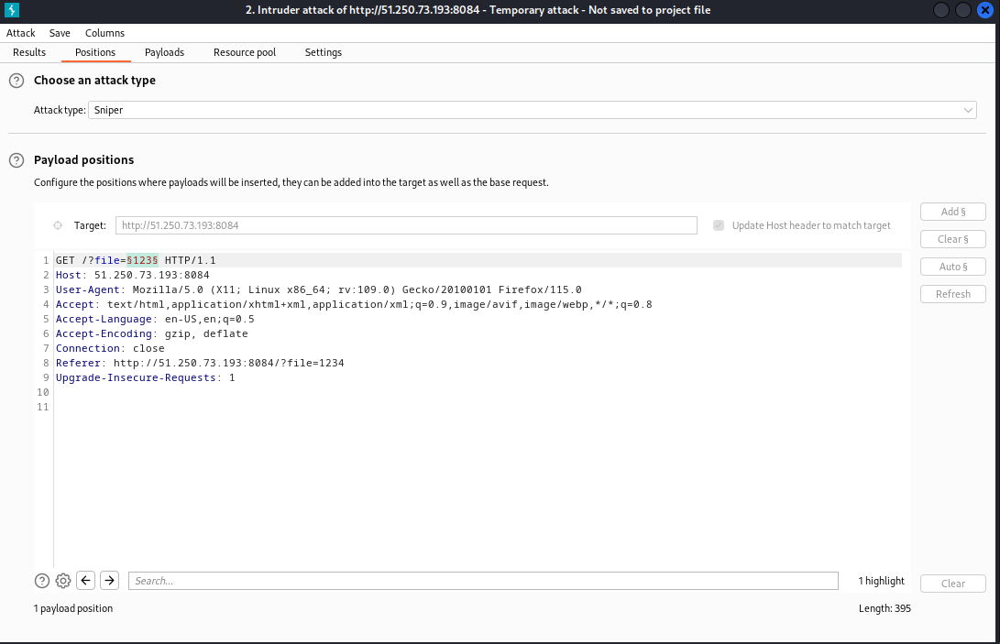 2. Intruder attack of http://51.250.73.193:8084 - Temporary attack - Not saved to project file
Attack Save Columns
Results Positions Payloads Resource pool Settings
? Choose an attack type
Attack type: Sniper
? Payload positions
Configure the positions where payloads will be inserted, they can be added into the target as well as the base request.
Target: http://51.250.73.193:8084 Update Host header to match target
Add §
Clear §
Auto §
Refresh
1 GET /?file=§123§ HTTP/1.1
2 Host: 51.250.73.193:8084
3 User-Agent: Mozilla/5.0 (X11; Linux x86_64; rv:109.0) Gecko/20100101 Firefox/115.0
4 Accept: text/html,application/xhtml+xml,application/xml;q=0.9,image/avif,image/webp,*/*;q=0.8
5 Accept-Language: en-US,en;q=0.5
6 Accept-Encoding: gzip, deflate
7 Connection: close
8 Referer: http://51.250.73.193:8084/?file=1234
9 Upgrade-Insecure-Requests: 1
10
11
? Search... 1 highlight Clear
1 payload position Length: 395